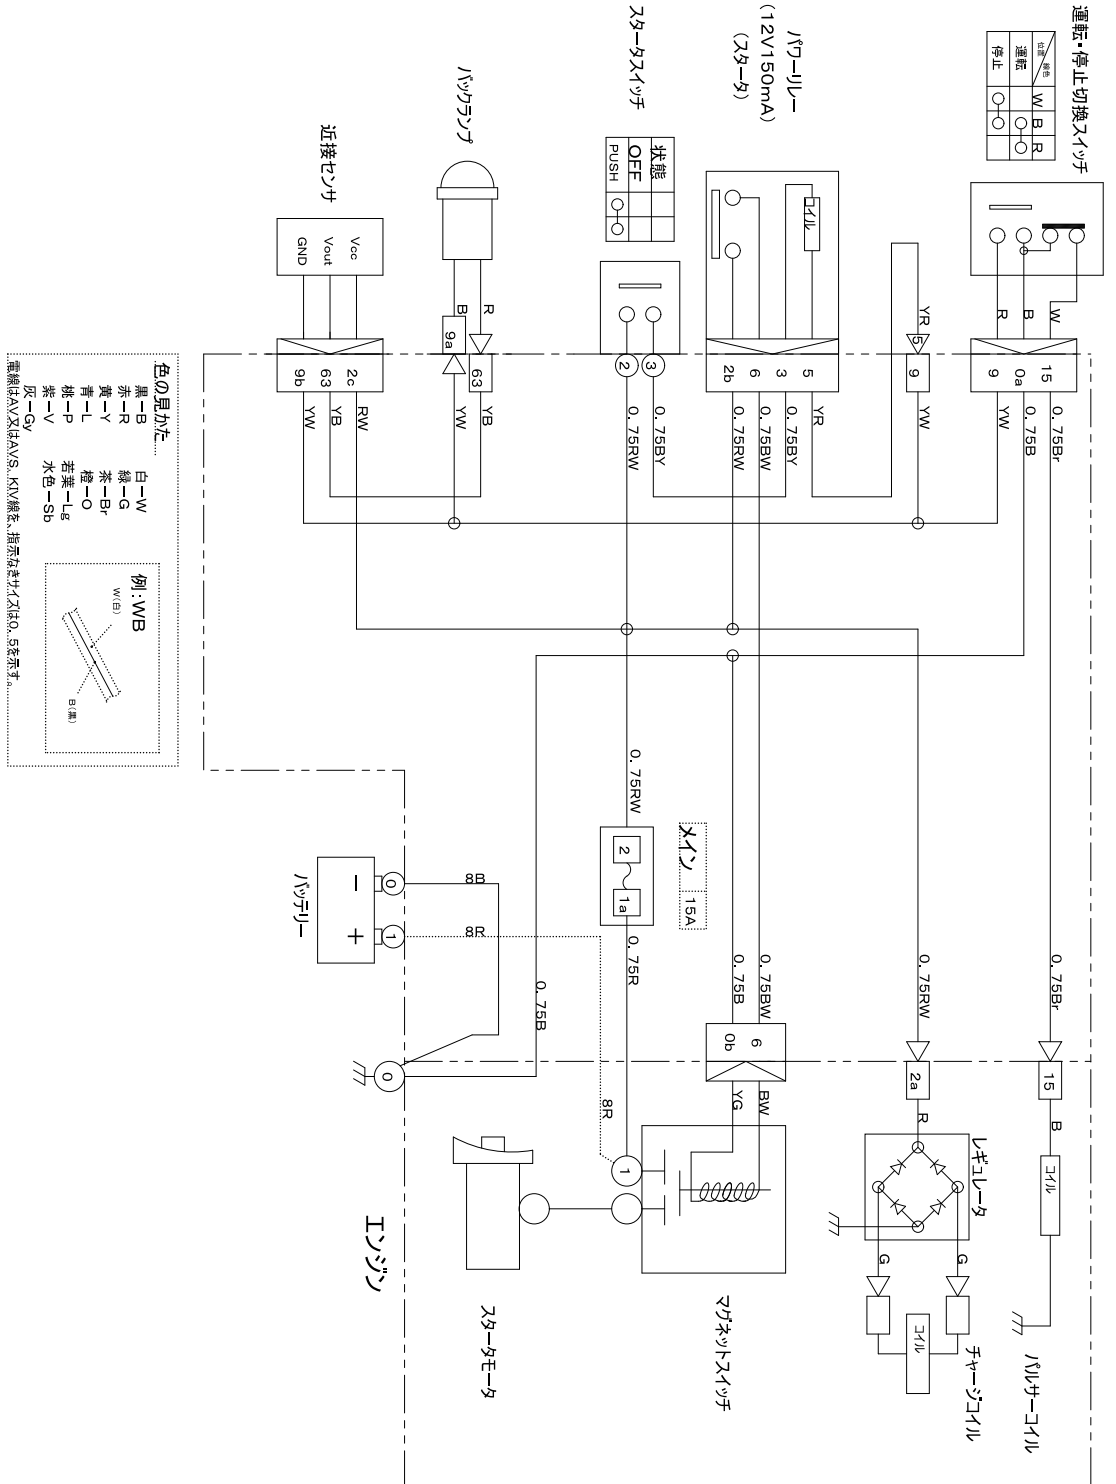 運転・停止切換スイッチ
線色
位置
W B R
運転
停止
R
B
W
9
0a
15
YW
0.75B
0.75Br
パワーリレー
(12V150mA)
(スタータ)
コイル
YR
5
9
YW
2b
6
3
5
0.75RW
0.75BW
0.75BY
YR
スタータスイッチ
状態
OFF
PUSH
2
3
0.75RW
0.75BY
バックランプ
B
R
9a
63
YW
YB
近接センサ
GND
Vout
Vcc
9b
63
2c
YW
YB
RW
色の見かた
黒ーB 白ーW
赤ーR 緑ーG
黄ーY 茶ーBr
青ーL 橙ーO
桃ーP 若葉ーLg
紫ーV 水色ーSb
灰ーGy
電線はAV又はAVS、KIV線を、指示なきサイズは0.5を示す。
例:WB
W(白)
B(黒)
0.75RW
メイン 15A
2
1a
0.75R
バッテリー
− +
0
1
8B
8R
0.75B
0
8R
0.75B
0.75BW
0b
6
YG
BW
1
マグネットスイッチ
スタータモータ
エンジン
0.75RW
2a
R
レギュレータ
G
G
コイル
チャージコイル
0.75Br
15
B
コイル
パルサーコイル